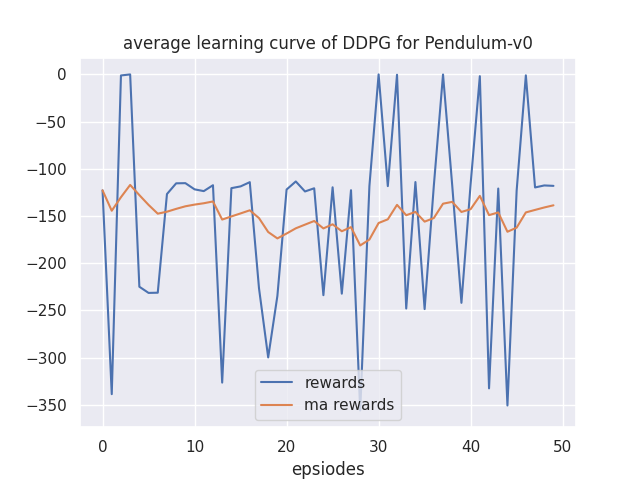 average learning curve of DDPG for Pendulum-v0
0
−50
−100
−150
−200
−250
−300
−350
rewards
ma rewards
0 10 20 30 40 50
epsiodes